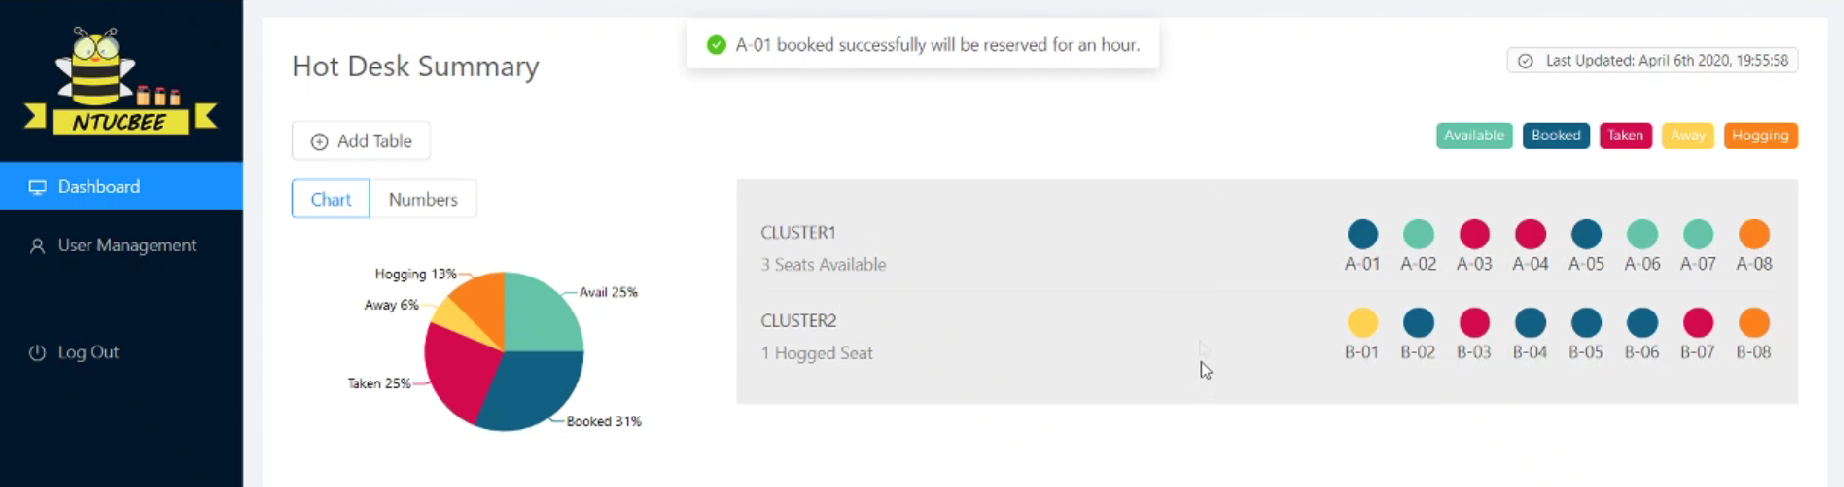 NTUCBEE
Dashboard
User Management
Log Out
A-01 booked successfully will be reserved for an hour.
Hot Desk Summary
Last Updated: April 6th 2020, 19:55:58
Add Table
Available Booked Taken Away Hogging
Chart Numbers
Hogging 13%
Avail 25%
Away 6%
Taken 25%
Booked 31%
CLUSTER1
3 Seats Available
A-01 A-02 A-03 A-04 A-05 A-06 A-07 A-08
CLUSTER2
1 Hogged Seat
B-01 B-02 B-03 B-04 B-05 B-06 B-07 B-08